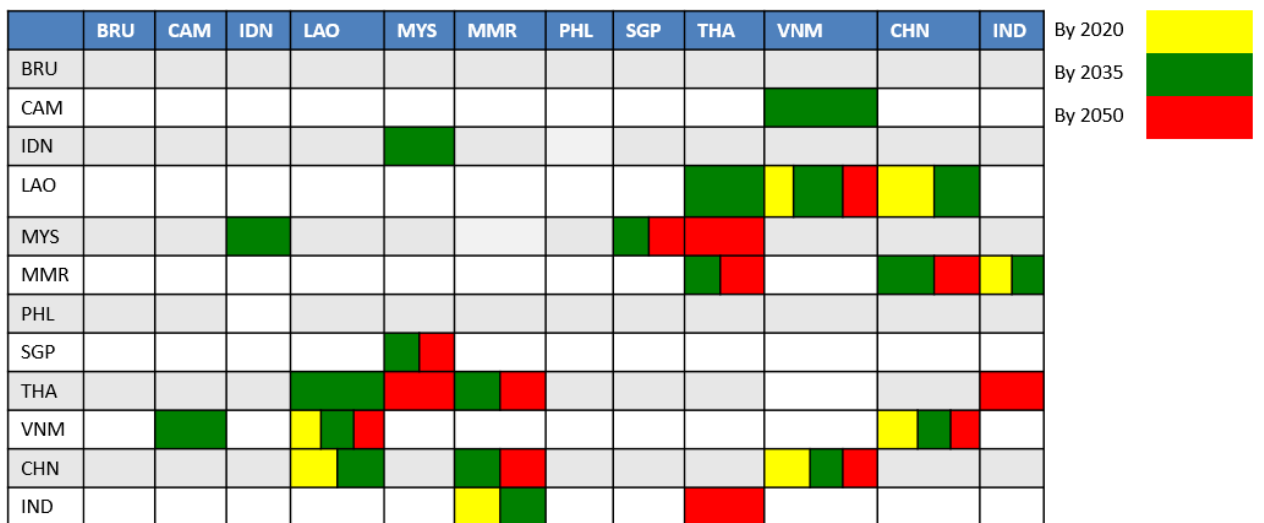 BRU CAM IDN LAO MYS MMR PHL SGP THA VNM CHN IND
By 2020
BRU
By 2035
CAM
By 2050
IDN
LAO
MYS
MMR
PHL
SGP
THA
VNM
CHN
IND